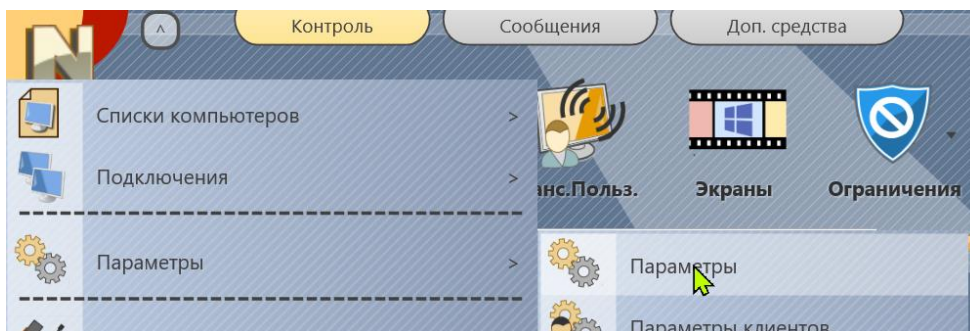 N
^
Контроль
Сообщения
Доп. средства
Списки компьютеров >
Подключения >
анс.Польз.
Экраны
Ограничения
Параметры >
Параметры
Параметры клиентов